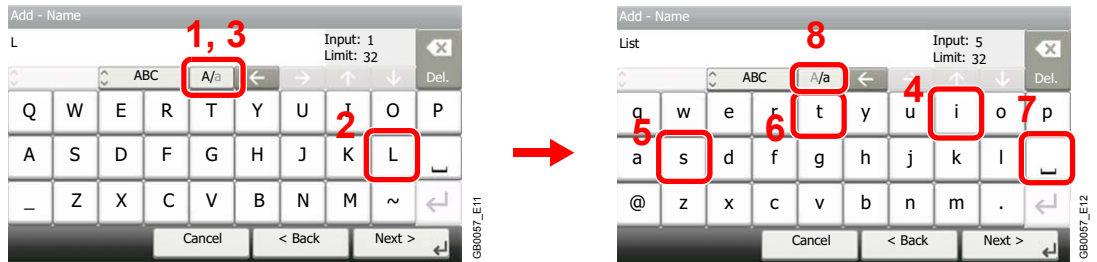 Add - Name
L
1, 3
Input: 1
Limit: 32
ABC
A/a
Del.
Q W E R T Y U I O P
2
A S D F G H J K L
_ Z X C V B N M ~
Cancel
< Back
Next >
GB0057_E11
Add - Name
List
8
Input: 5
Limit: 32
ABC
A/a
Del.
4
q w e r t y u i o p
5
6
7
a s d f g h j k l
@ z x c v b n m .
Cancel
< Back
Next >
GB0057_E12